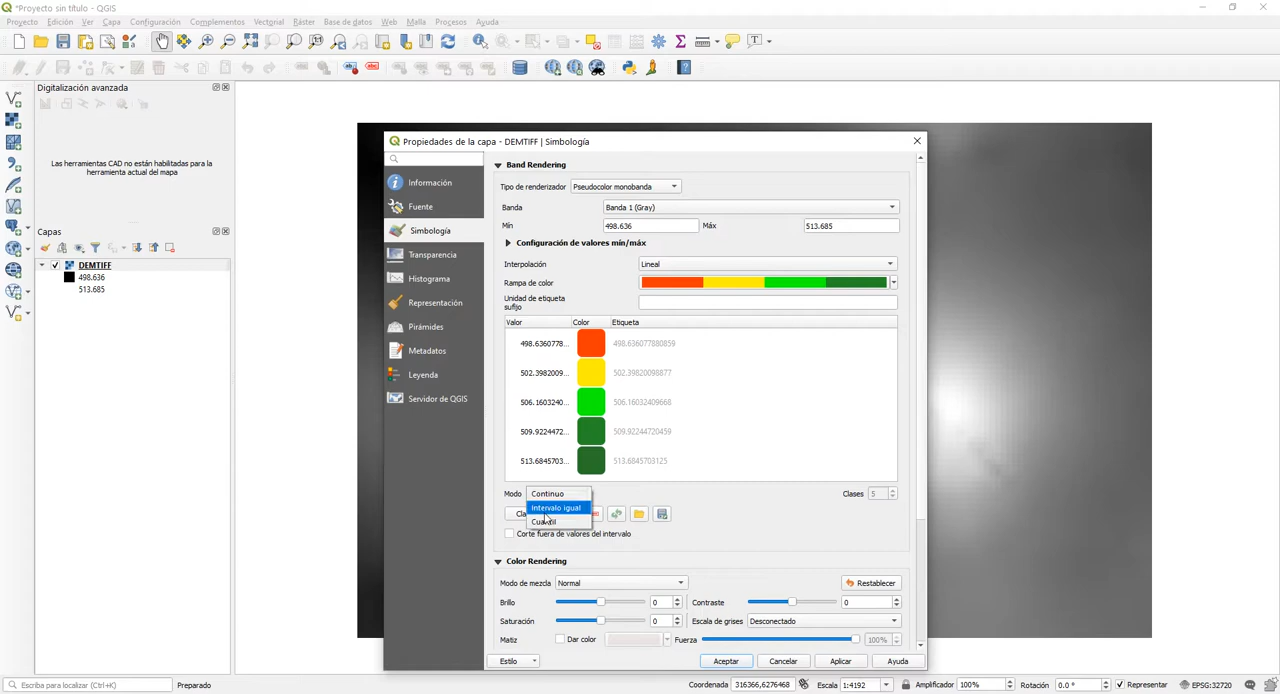 *Proyecto sin título - QGIS
Proyecto Edición Ver Capa Configuración Complementos Vectorial Ráster Base de datos Web Malla Procesos Ayuda
Digitalización avanzada
Las herramientas CAD no están habilitadas para la
herramienta actual del mapa
Capas
DEMTIFF
498.636
513.685
Propiedades de la capa - DEMTIFF | Simbología
Información
Fuente
Simbología
Transparencia
Histograma
Representación
Pirámides
Metadatos
Leyenda
Servidor de QGIS
Band Rendering
Tipo de renderizador Pseudocolor monobanda
Banda Banda 1 (Gray)
Mín 498.636 Máx 513.685
Configuración de valores mín/máx
Interpolación Lineal
Rampa de color
Unidad de etiqueta
sufijo
Valor Color Etiqueta
498.6360778... 498.636077880859
502.3982009... 502.39820098877
506.1603240... 506.16032409668
509.9224472... 509.92244720459
513.6845703... 513.6845703125
Modo Continuo Clases 5
Intervalo igual
Cuantil
Corte fuera de valores del intervalo
Color Rendering
Modo de mezcla Normal Restablecer
Brillo 0 Contraste 0
Saturación 0 Escala de grises Desconectado
Matiz Dar color Fuerza 100%
Estilo Aceptar Cancelar Aplicar Ayuda
Escriba para localizar (Ctrl+K) Preparado Coordenada 316366,6276468 Escala 1:4192 Amplificador 100% Rotación 0.0 ° Representar EPSG:32720